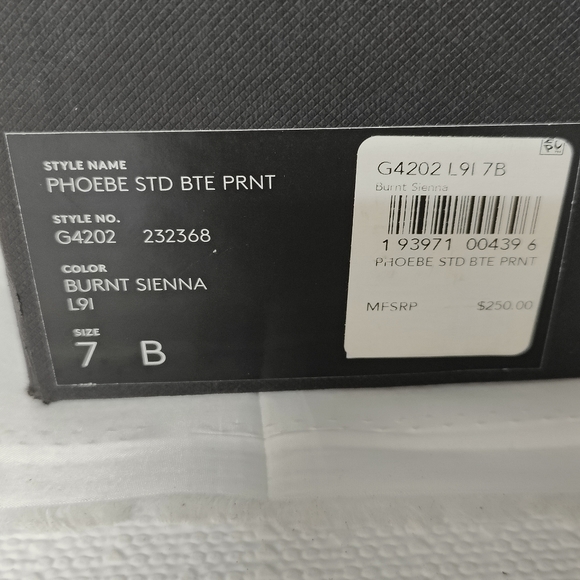 STYLE NAME
PHOEBE STD BTE PRNT
STYLE NO.
G4202 232368
COLOR
BURNT SIENNA
L9I
SIZE
7 B
G4202 L9I 7B
Burnt Sienna
1 93971 00439 6
PHOEBE STD BTE PRNT
MFSRP $250.00